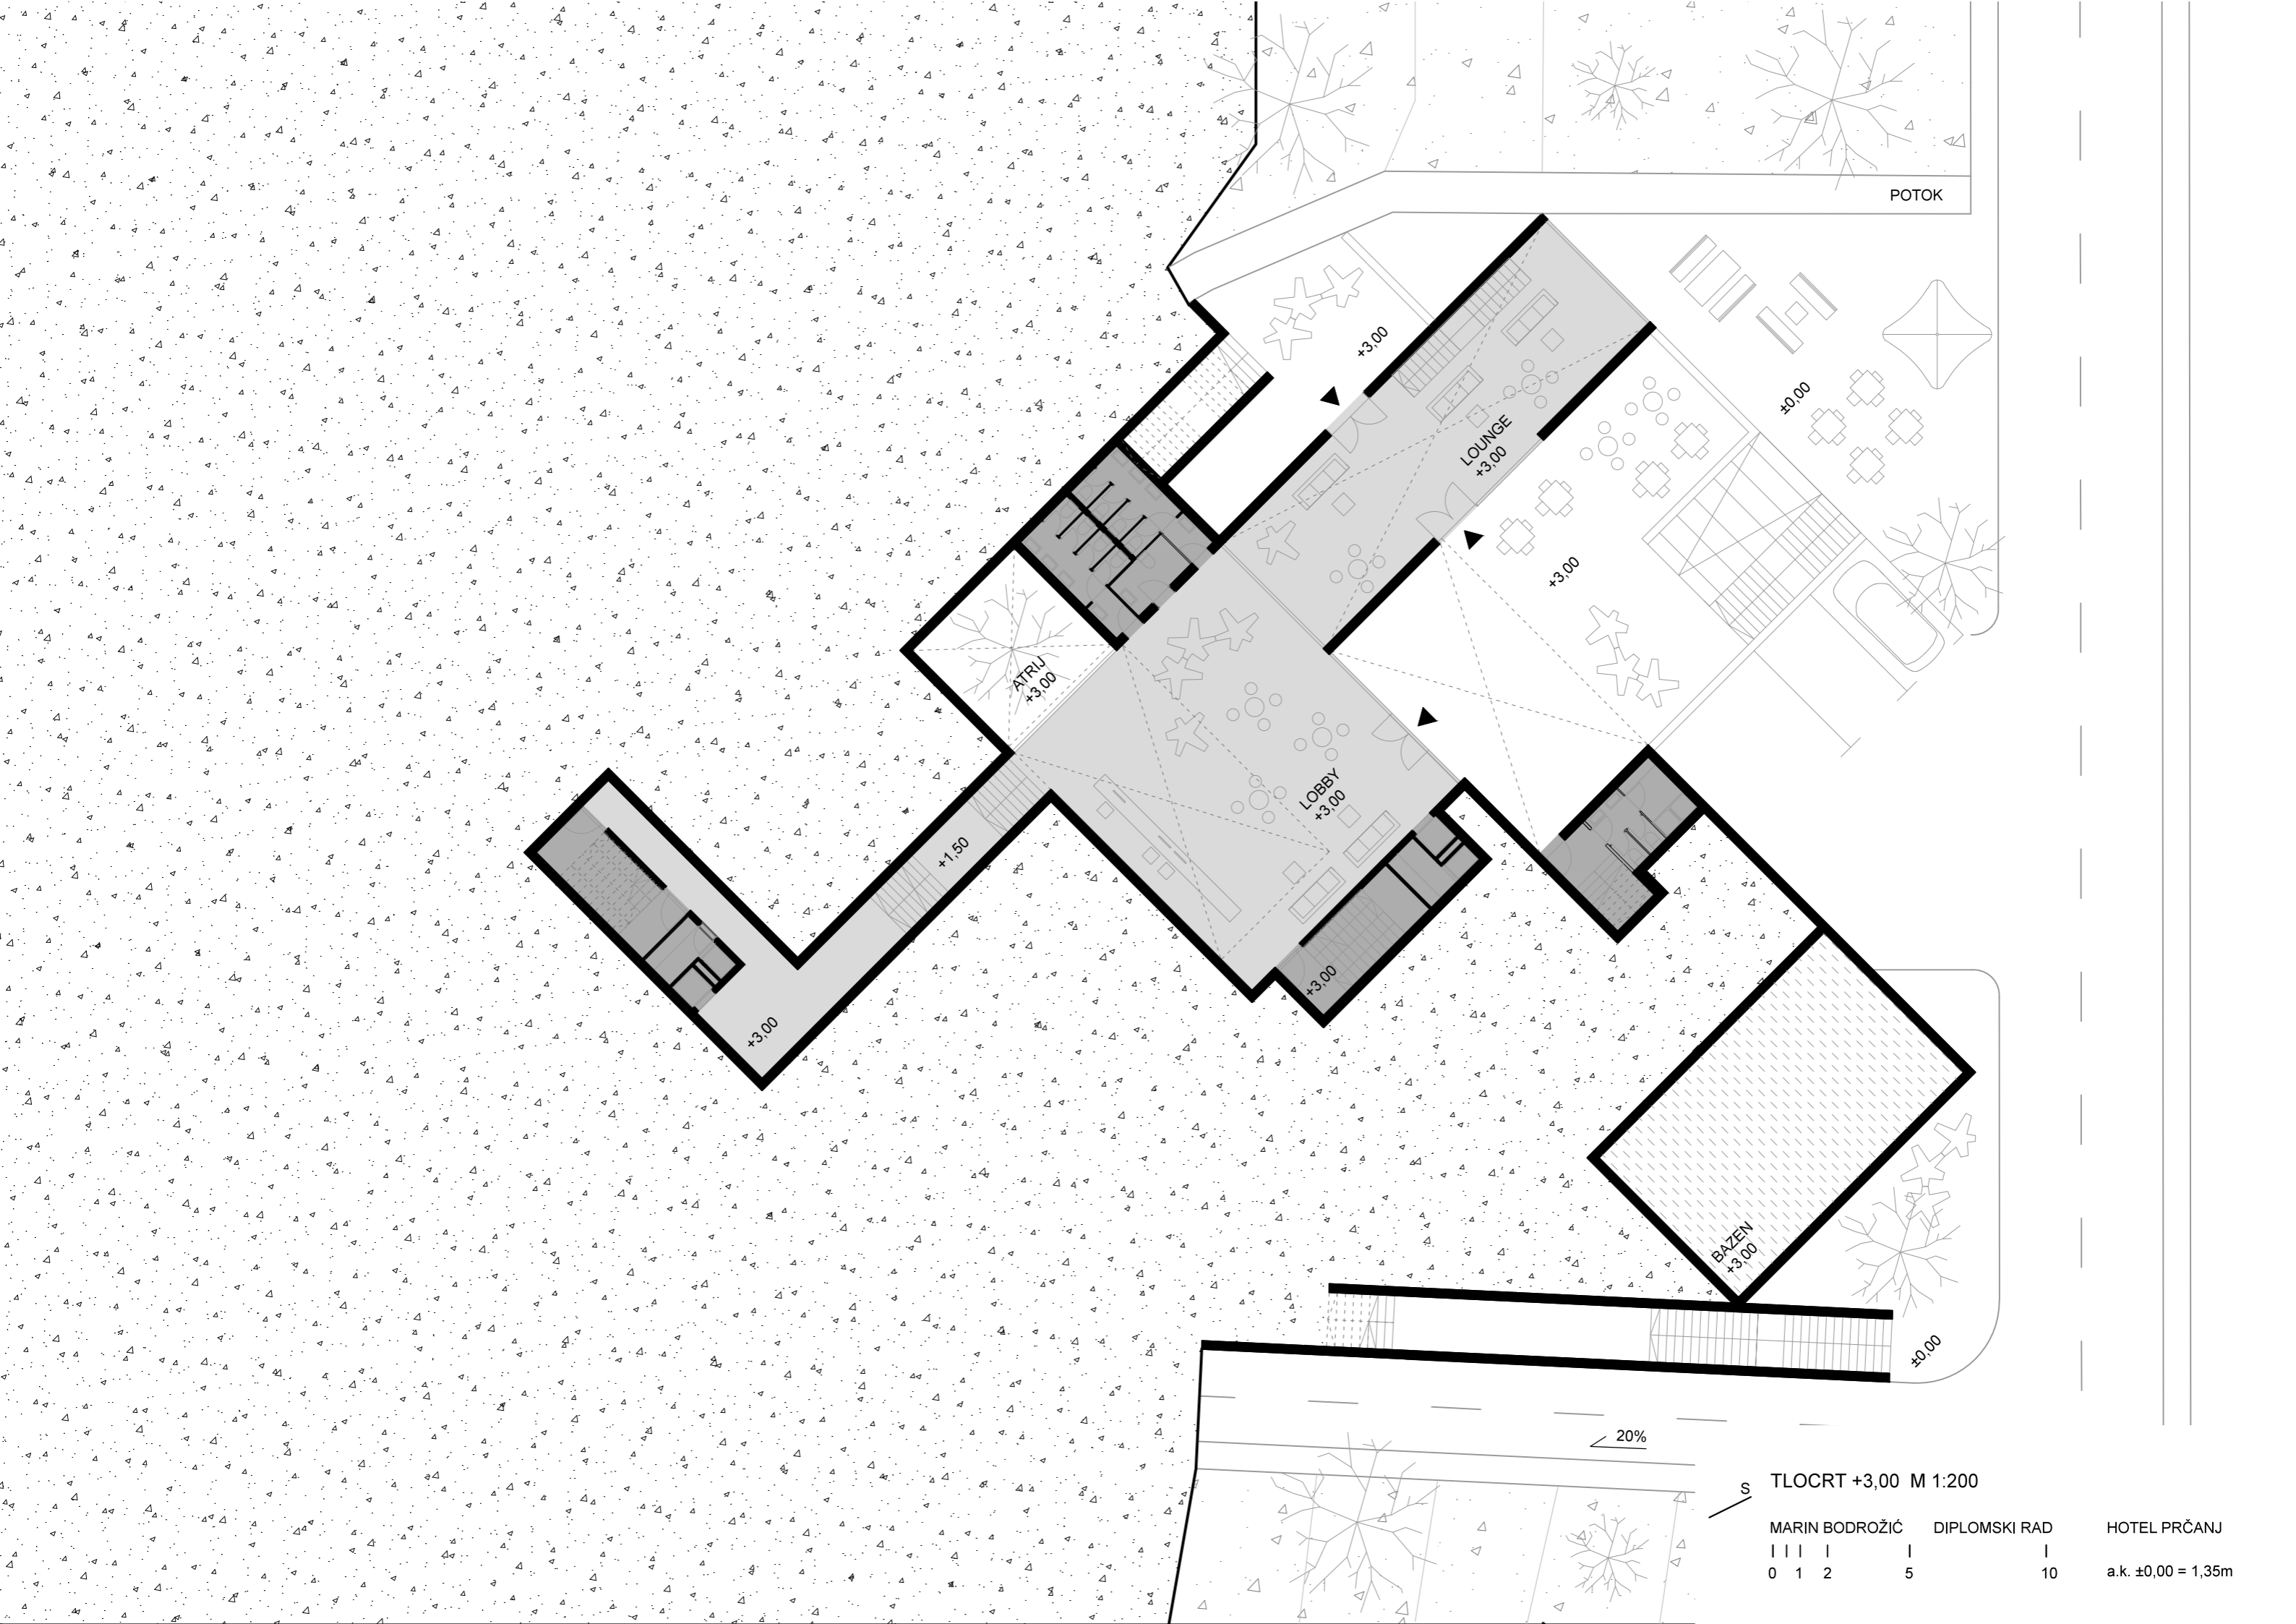 POTOK
+3,00
±0,00
LOUNGE
+3,00
+3,00
ATRIJ
+3,00
LOBBY
+3,00
+1,50
+3,00
+3,00
BAZEN
+3,00
±0,00
20%
S
TLOCRT +3,00 M 1:200
MARIN BODROŽIĆ DIPLOMSKI RAD HOTEL PRČANJ
0 1 2 5 10
a.k. ±0,00 = 1,35m